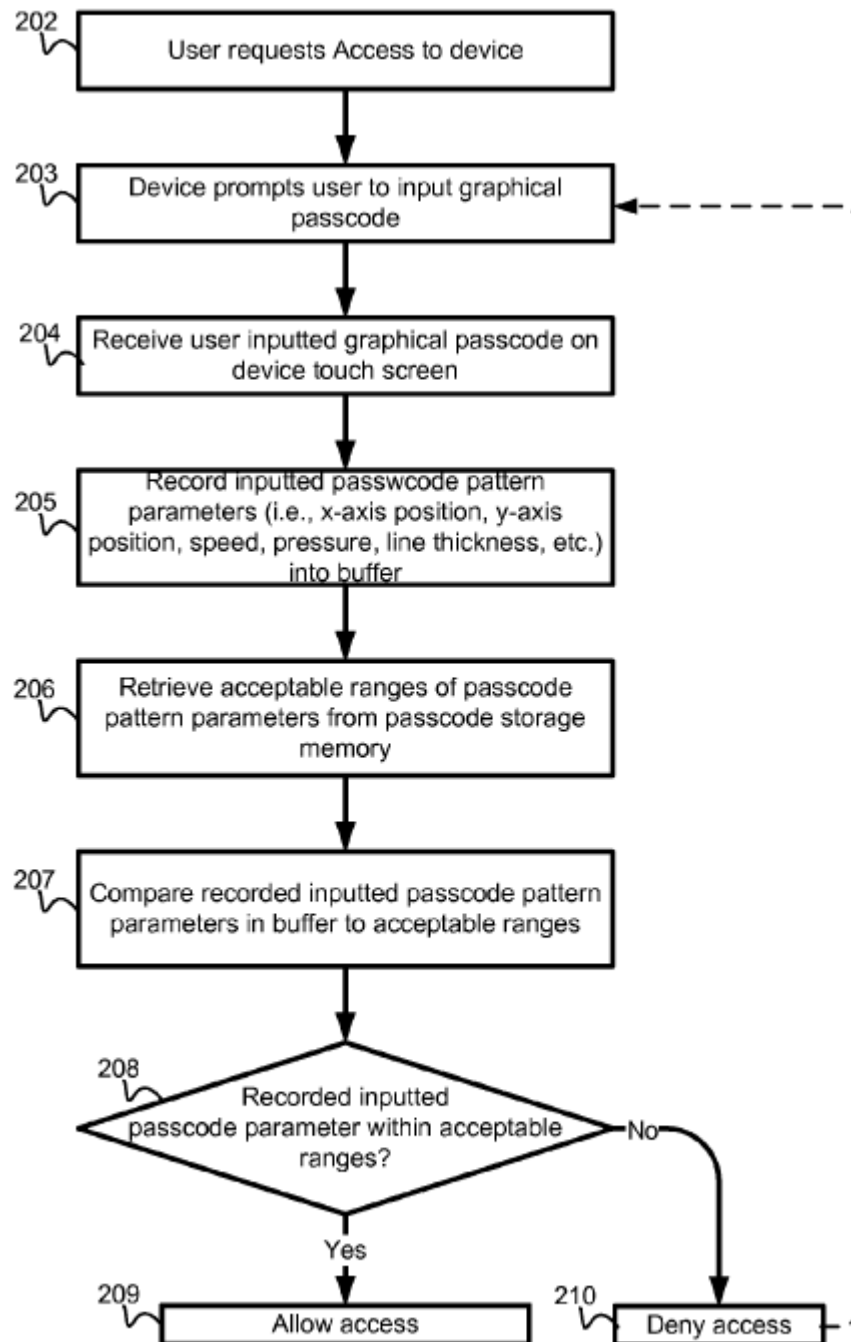 202
User requests Access to device
203
Device prompts user to input graphical
passcode
204
Receive user inputted graphical passcode on
device touch screen
205
Record inputted passwcode pattern
parameters (i.e., x-axis position, y-axis
position, speed, pressure, line thickness, etc.)
into buffer
206
Retrieve acceptable ranges of passcode
pattern parameters from passcode storage
memory
207
Compare recorded inputted passcode pattern
parameters in buffer to acceptable ranges
208
Recorded inputted
passcode parameter within acceptable
ranges?
No
Yes
209
Allow access
210
Deny access